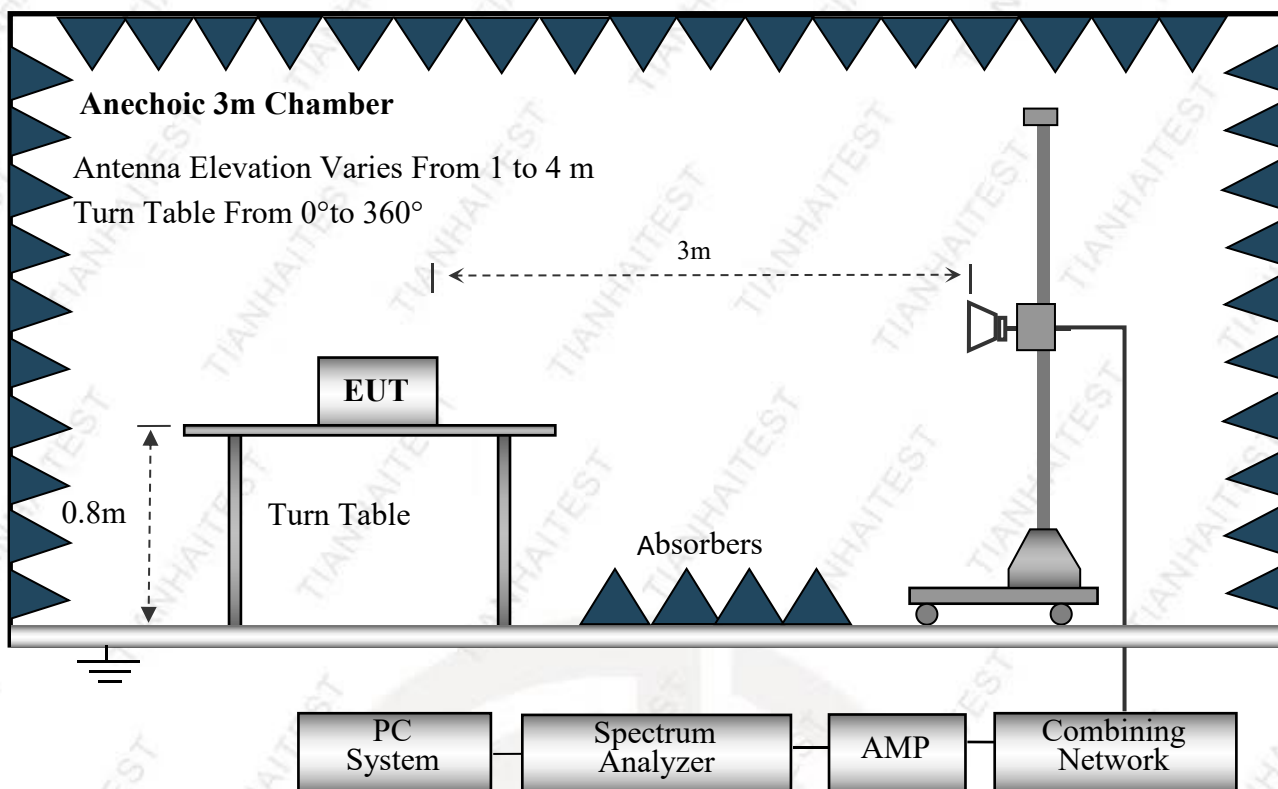 Anechoic 3m Chamber
Antenna Elevation Varies From 1 to 4 m
Turn Table From 0°to 360°
3m
EUT
0.8m
Turn Table
Absorbers
PC
System
Spectrum
Analyzer
AMP
Combining
Network
TIANHAITEST